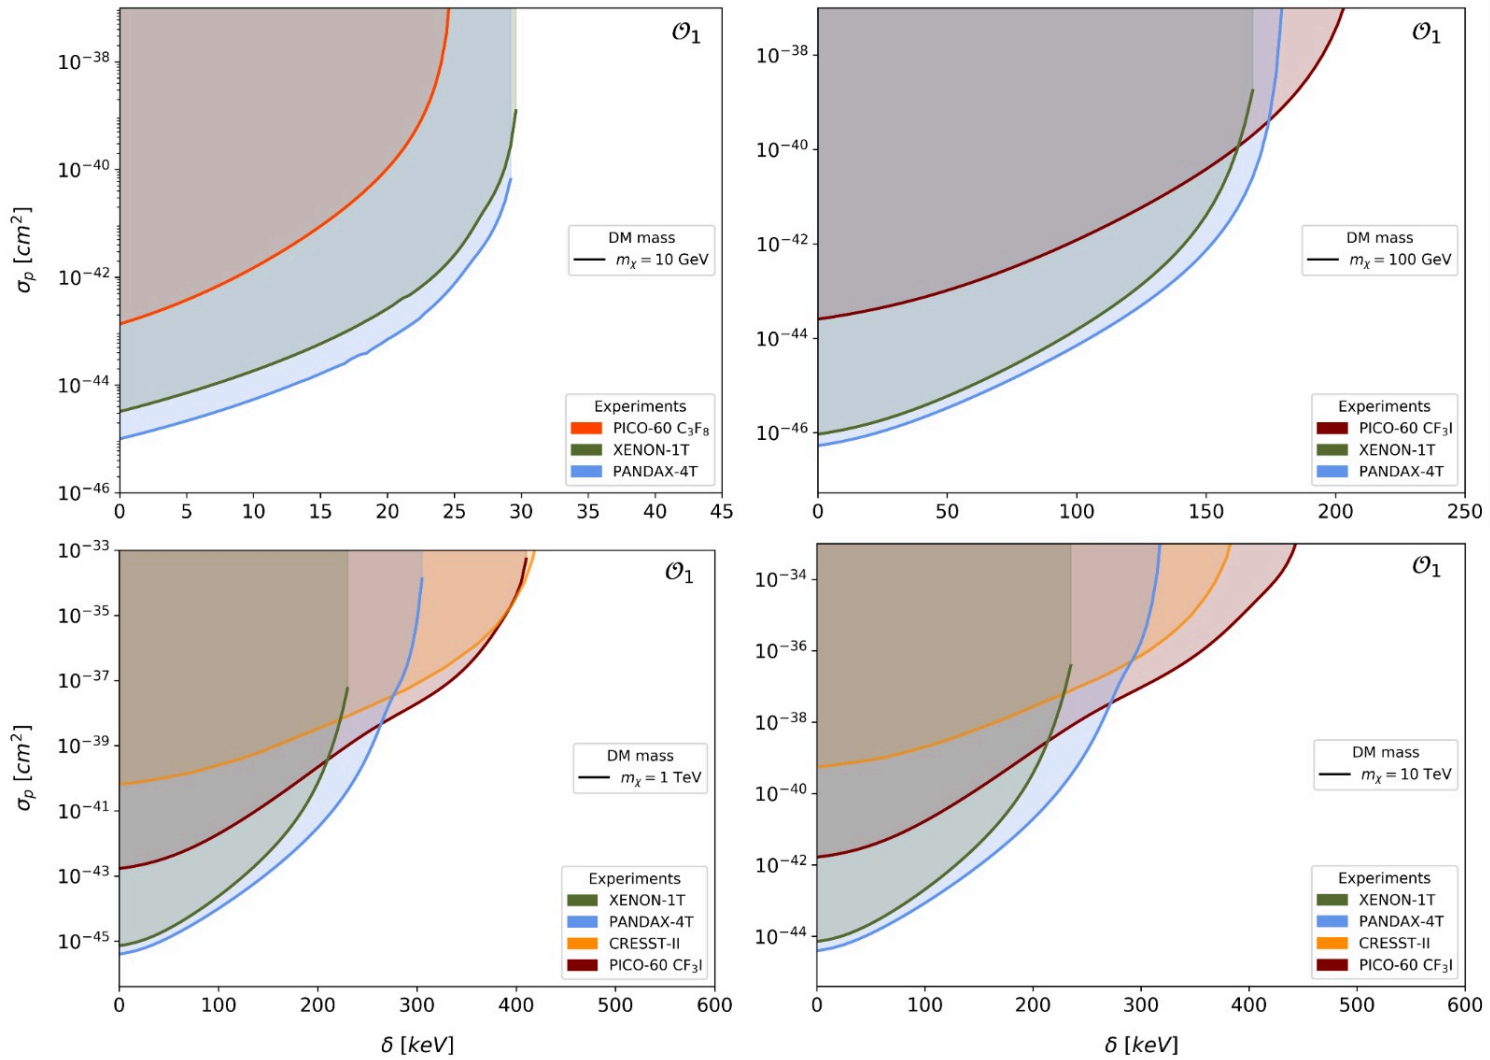 𝒪₁
10⁻³⁸
10⁻⁴⁰
10⁻⁴²
10⁻⁴⁴
10⁻⁴⁶
σₚ [cm²]
DM mass
mᵪ = 10 GeV
Experiments
PICO-60 C₃F₈
XENON-1T
PANDAX-4T
0 5 10 15 20 25 30 35 40 45
𝒪₁
10⁻³⁸
10⁻⁴⁰
10⁻⁴²
10⁻⁴⁴
10⁻⁴⁶
DM mass
mᵪ = 100 GeV
Experiments
PICO-60 CF₃I
XENON-1T
PANDAX-4T
0 50 100 150 200 250
𝒪₁
10⁻³³
10⁻³⁵
10⁻³⁷
10⁻³⁹
10⁻⁴¹
10⁻⁴³
10⁻⁴⁵
σₚ [cm²]
DM mass
mᵪ = 1 TeV
Experiments
XENON-1T
PANDAX-4T
CRESST-II
PICO-60 CF₃I
0 100 200 300 400 500 600
δ [keV]
𝒪₁
10⁻³⁴
10⁻³⁶
10⁻³⁸
10⁻⁴⁰
10⁻⁴²
10⁻⁴⁴
DM mass
mᵪ = 10 TeV
Experiments
XENON-1T
PANDAX-4T
CRESST-II
PICO-60 CF₃I
0 100 200 300 400 500 600
δ [keV]